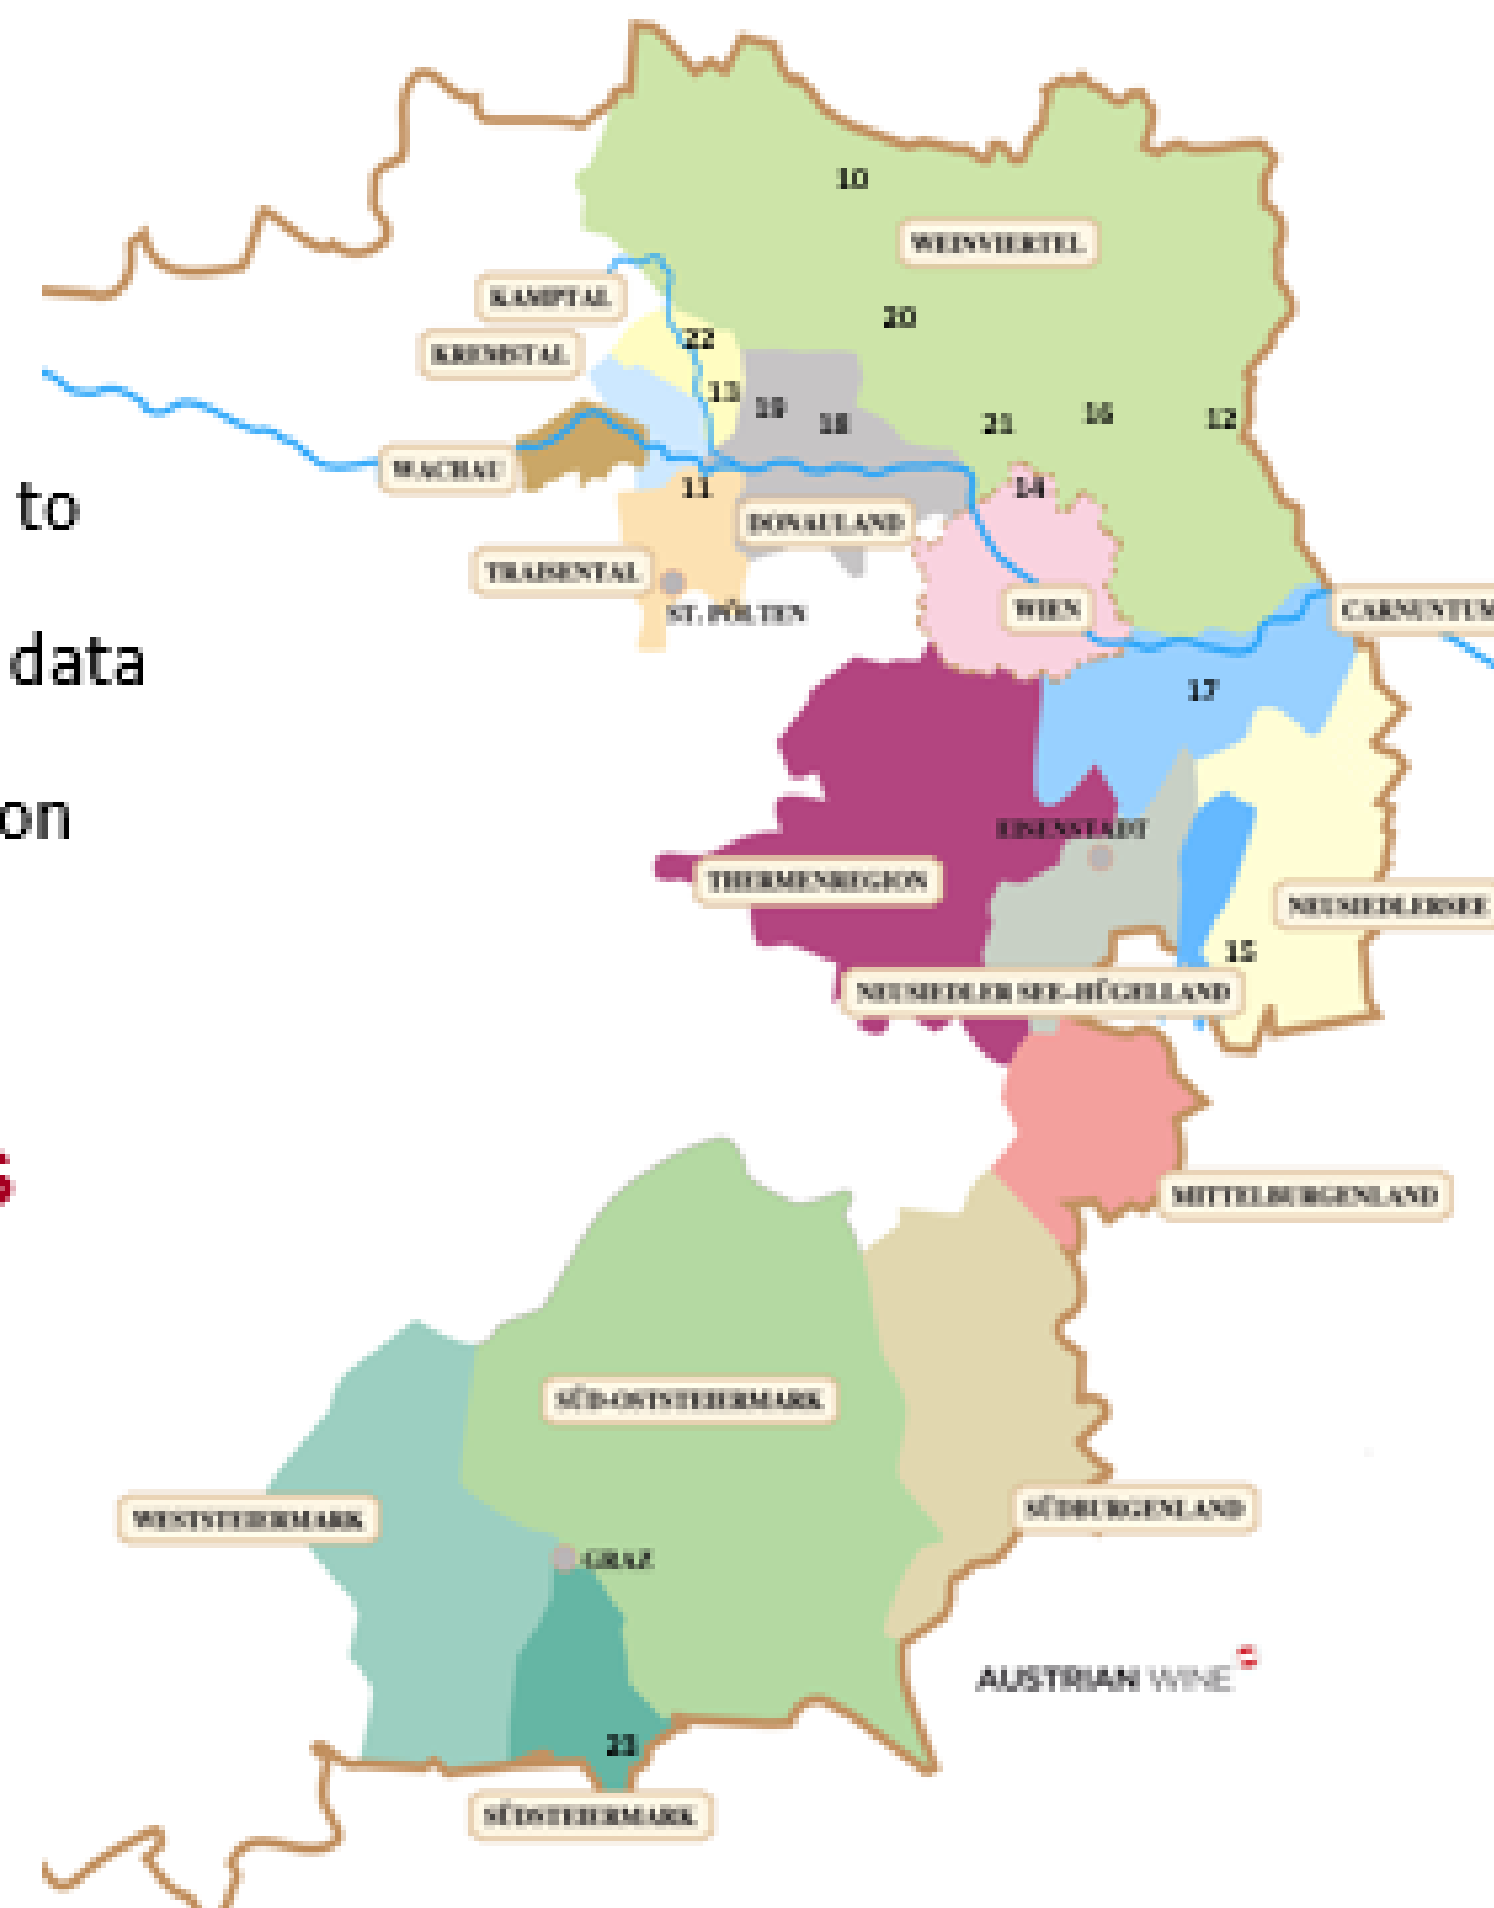 10
WEINVIERTEL
KAMPTAL
20
22
KREMSTAL
13
19
18
21
16
12
WACHAU
11
14
to
DONAULAND
TRAISENTAL
ST. PÖLTEN
WIEN
CARNUNTUM
data
17
on
EISENSTADT
THERMENREGION
NEUSIEDLERSEE
15
NEUSIEDLER SEE-HÜGELLAND
s
MITTELBURGENLAND
SÜD-OSTSTEIERMARK
SÜDBURGENLAND
WESTSTEIERMARK
GRAZ
AUSTRIAN WINE
23
SÜDSTEIERMARK